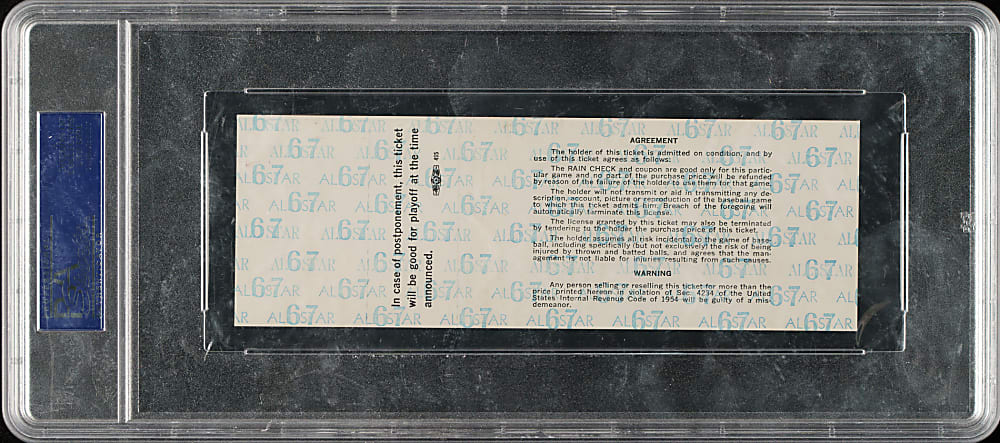 In case of postponement, this ticket
will be good for playoff at the time
announced.
415
AGREEMENT
The holder of this ticket is admitted on condition, and by
use of this ticket agrees as follows:
The RAIN CHECK and coupon are good only for this partic-
ular game and no part of the purchase price will be refunded
by reason of the failure of the holder to use them for that game.
The holder will not transmit or aid in transmitting any de-
scription, account, picture or reproduction of the baseball game
to which this ticket admits him. Breach of the foregoing will
automatically terminate this license.
The license granted by this ticket may also be terminated
by tendering to the holder the purchase price of this ticket.
The holder assumes all risk incidental to the game of base-
ball, including specifically (but not exclusively) the risk of being
injured by thrown and batted balls, and agrees that the man-
agement is not liable for injuries resulting from such causes.
WARNING
Any person selling or reselling this ticket for more than the
price printed hereon in violation of Sec. 4234 of the United
States Internal Revenue Code of 1954 will be guilty of a mis-
demeanor.
AL67STAR